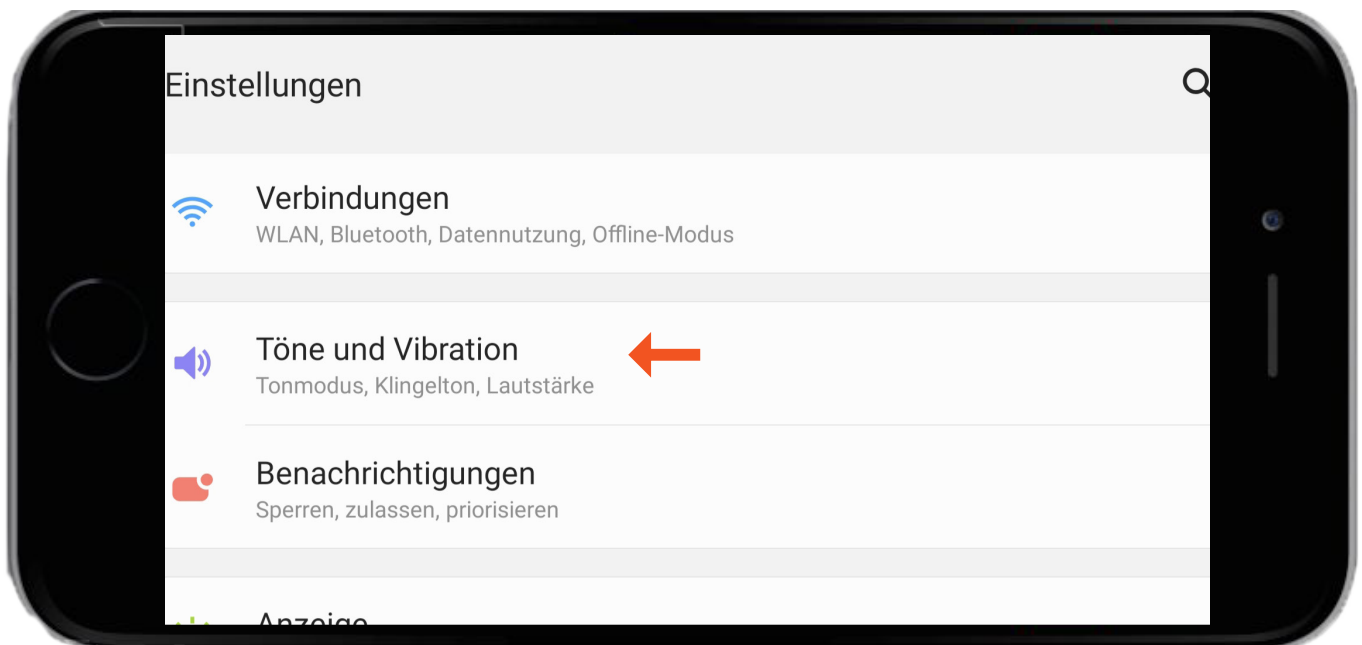 Einstellungen
Verbindungen
WLAN, Bluetooth, Datennutzung, Offline-Modus
Töne und Vibration
Tonmodus, Klingelton, Lautstärke
Benachrichtigungen
Sperren, zulassen, priorisieren
Anzeige